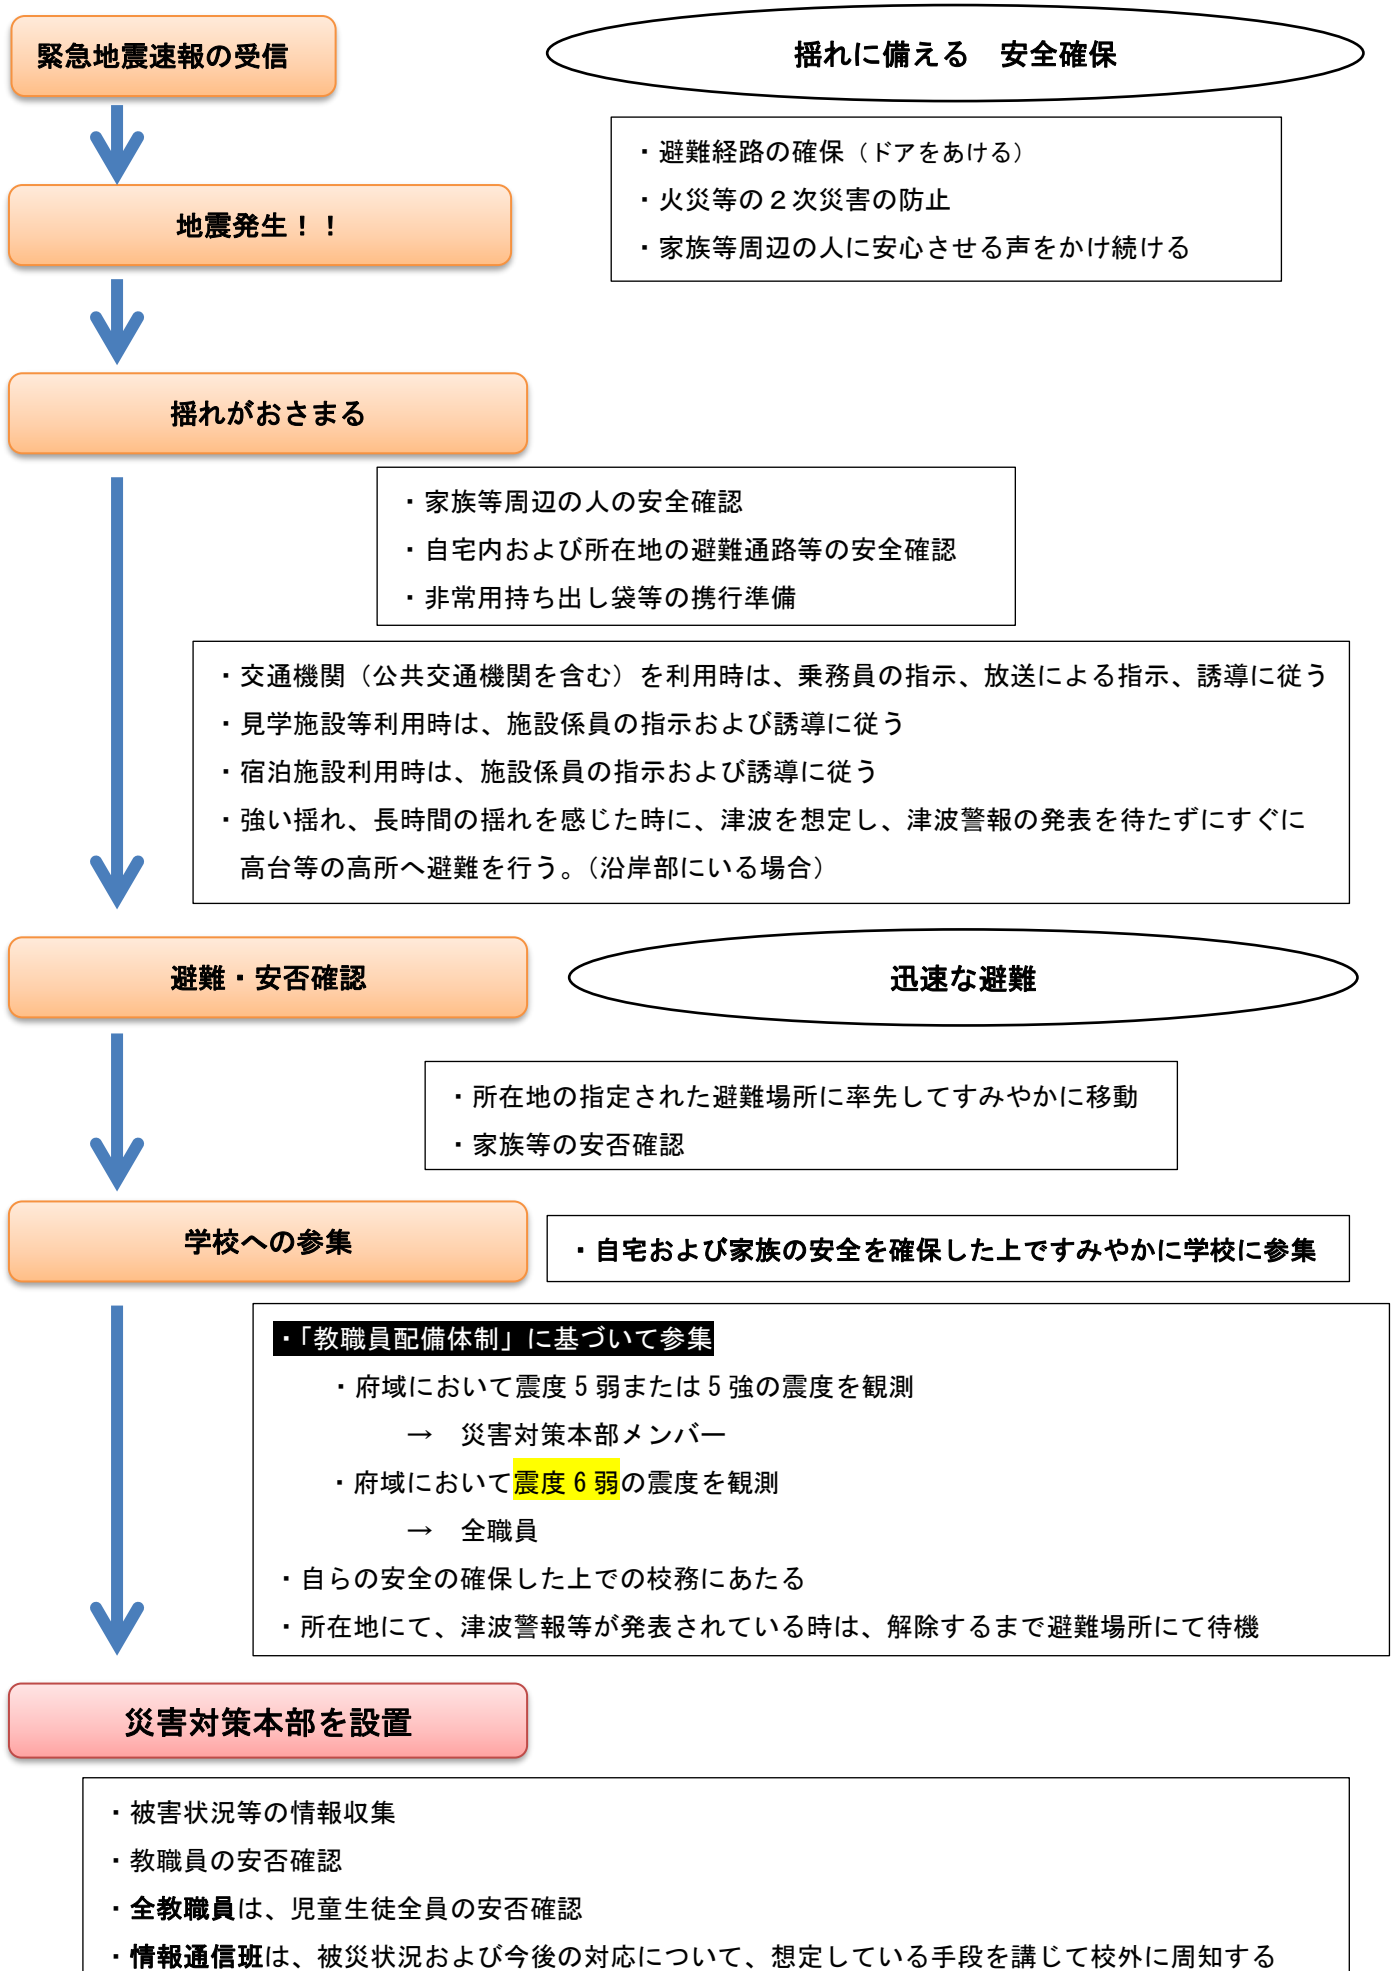 緊急地震速報の受信
揺れに備える　安全確保
・避難経路の確保（ドアをあける）
・火災等の２次災害の防止
・家族等周辺の人に安心させる声をかけ続ける
地震発生！！
揺れがおさまる
・家族等周辺の人の安全確認
・自宅内および所在地の避難通路等の安全確認
・非常用持ち出し袋等の携行準備
・交通機関（公共交通機関を含む）を利用時は、乗務員の指示、放送による指示、誘導に従う
・見学施設等利用時は、施設係員の指示および誘導に従う
・宿泊施設利用時は、施設係員の指示および誘導に従う
・強い揺れ、長時間の揺れを感じた時に、津波を想定し、津波警報の発表を待たずにすぐに
高台等の高所へ避難を行う。（沿岸部にいる場合）
避難・安否確認
迅速な避難
・所在地の指定された避難場所に率先してすみやかに移動
・家族等の安否確認
学校への参集
・自宅および家族の安全を確保した上ですみやかに学校に参集
・「教職員配備体制」に基づいて参集
・府域において震度５弱または５強の震度を観測
→　災害対策本部メンバー
・府域において震度６弱の震度を観測
→　全職員
・自らの安全の確保した上での校務にあたる
・所在地にて、津波警報等が発表されている時は、解除するまで避難場所にて待機
災害対策本部を設置
・被害状況等の情報収集
・教職員の安否確認
・全教職員は、児童生徒全員の安否確認
・情報通信班は、被災状況および今後の対応について、想定している手段を講じて校外に周知する